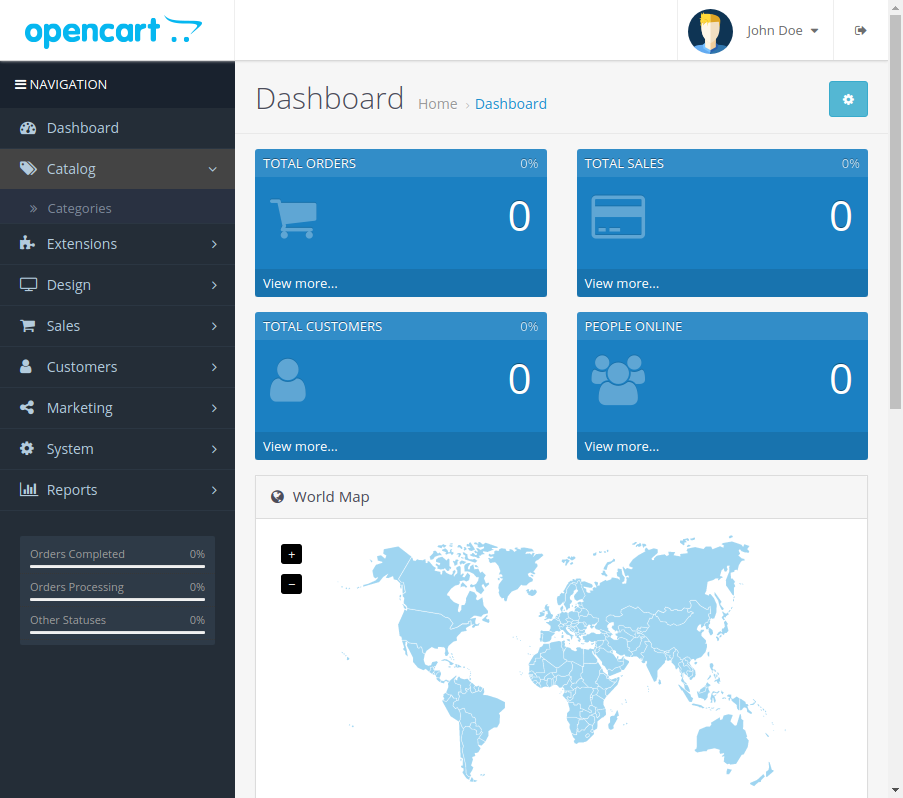 opencart
John Doe
NAVIGATION
Dashboard
Catalog
Categories
Extensions
Design
Sales
Customers
Marketing
System
Reports
Orders Completed 0%
Orders Processing 0%
Other Statuses 0%
Dashboard Home › Dashboard
TOTAL ORDERS 0%
0
View more...
TOTAL SALES 0%
0
View more...
TOTAL CUSTOMERS 0%
0
View more...
PEOPLE ONLINE
0
View more...
World Map
+
−